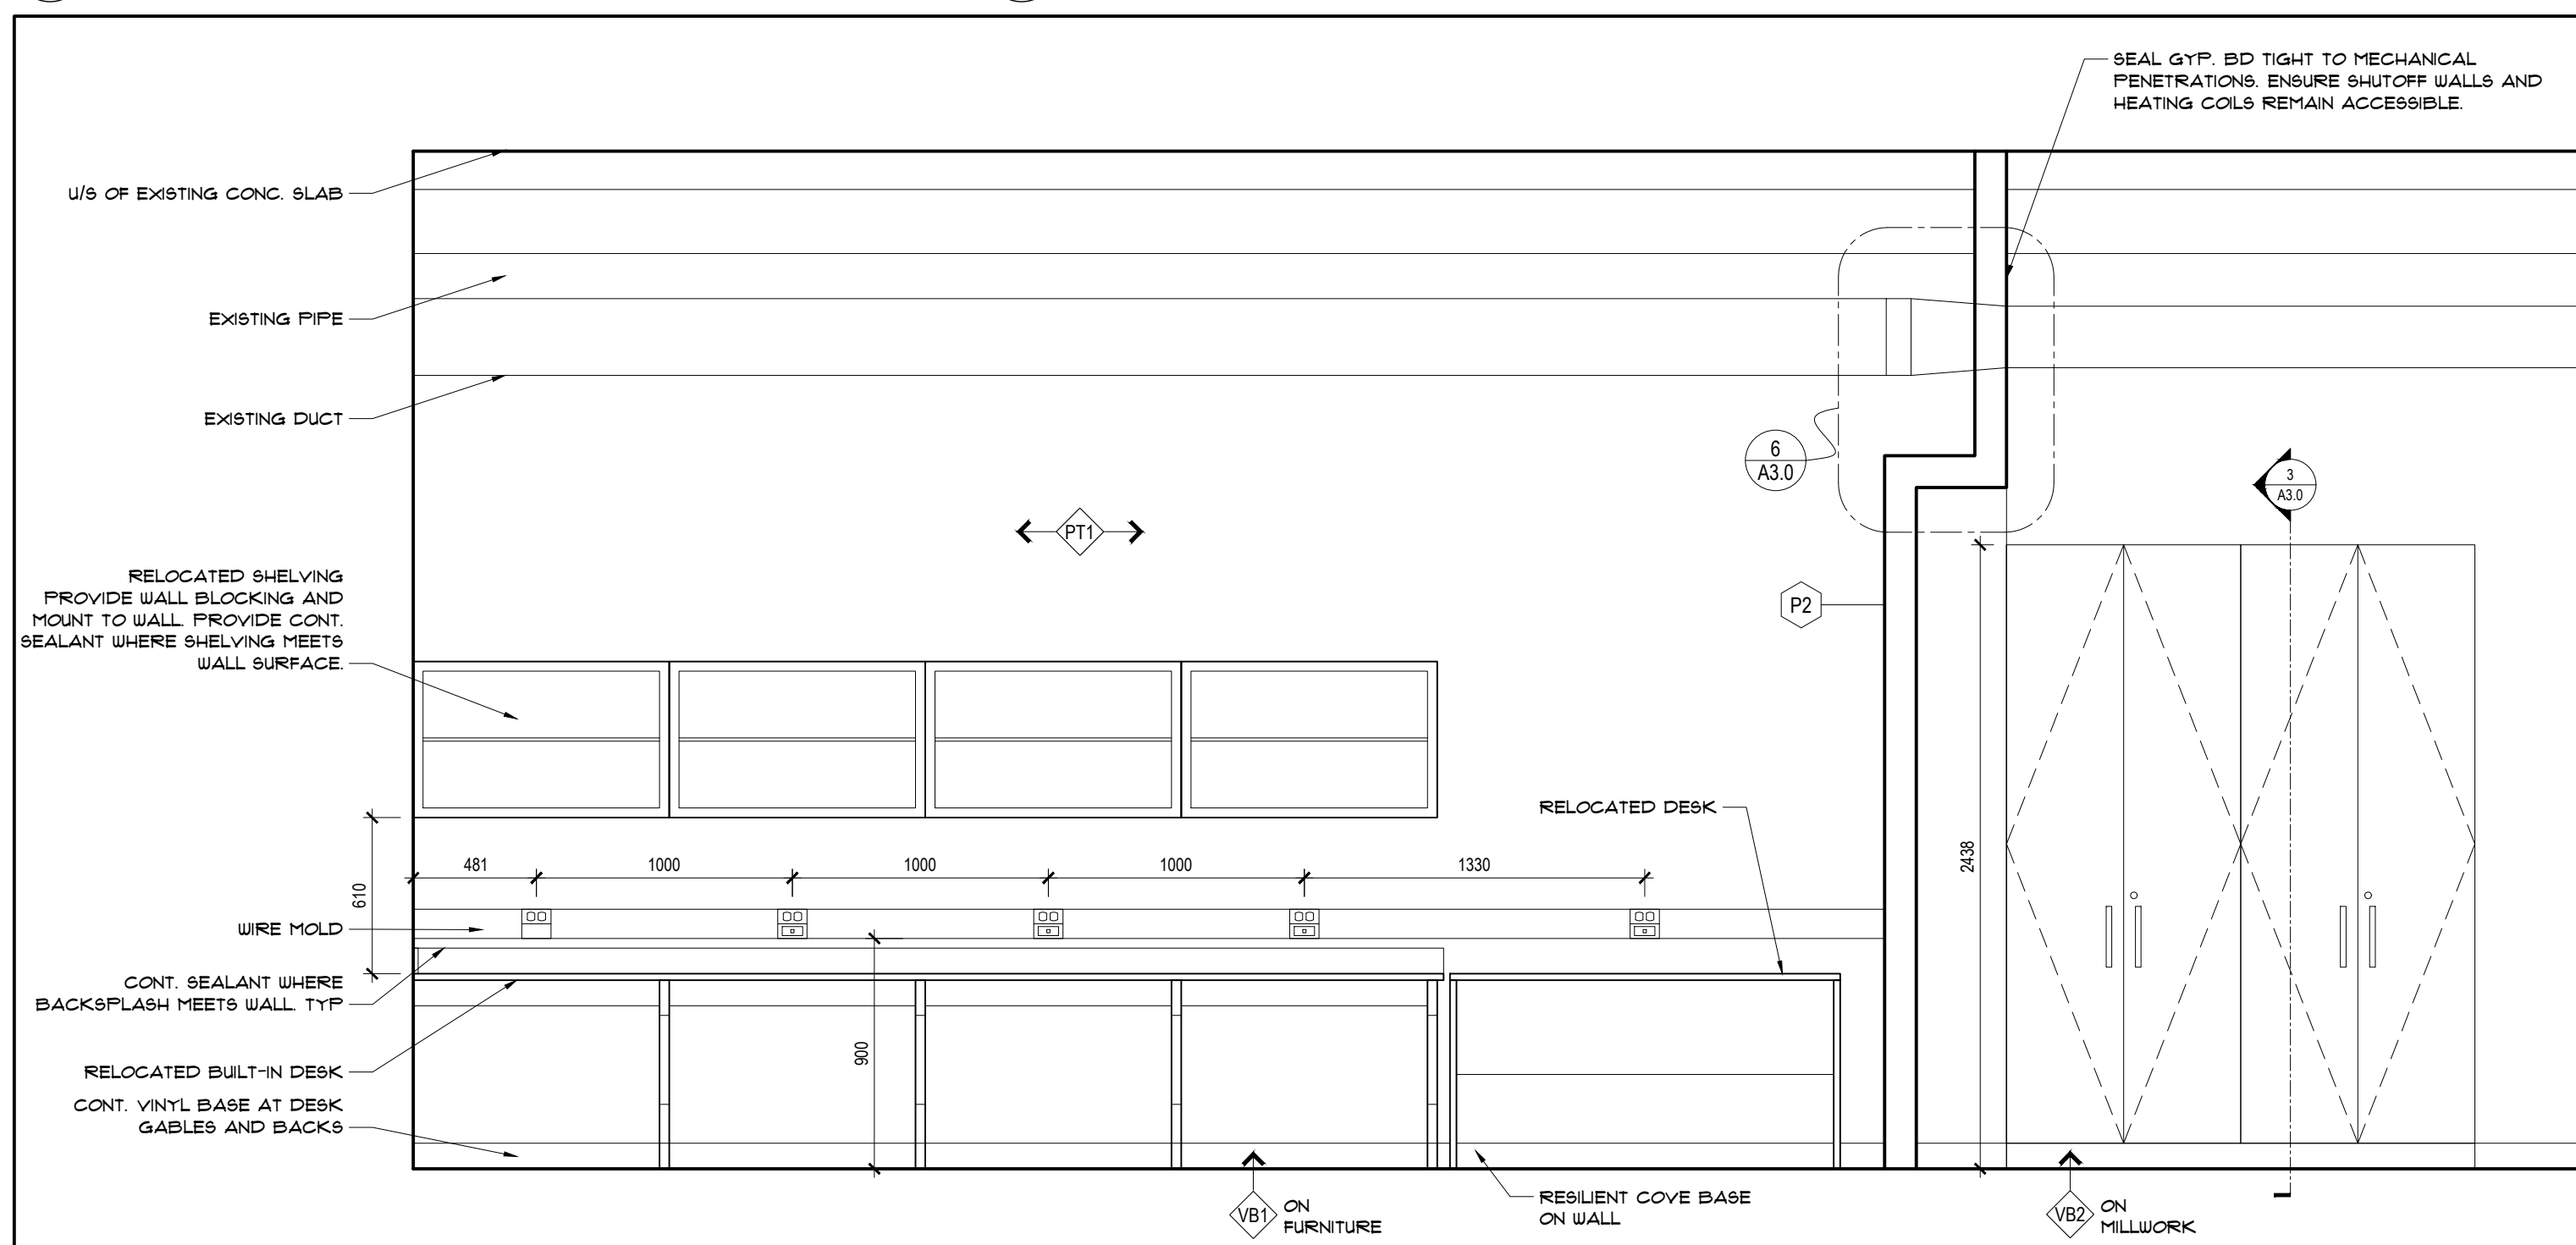 SEAL GYP. BD TIGHT TO MECHANICAL
PENETRATIONS. ENSURE SHUTOFF WALLS AND
HEATING COILS REMAIN ACCESSIBLE.
U/S OF EXISTING CONC. SLAB
EXISTING PIPE
EXISTING DUCT
6
A3.0
3
A3.0
PT1
RELOCATED SHELVING
PROVIDE WALL BLOCKING AND
MOUNT TO WALL. PROVIDE CONT.
SEALANT WHERE SHELVING MEETS
WALL SURFACE.
P2
RELOCATED DESK
481
1000
1000
1000
1330
610
2438
WIRE MOLD
CONT. SEALANT WHERE
BACKSPLASH MEETS WALL. TYP
900
RELOCATED BUILT-IN DESK
CONT. VINYL BASE AT DESK
GABLES AND BACKS
VB1
ON
FURNITURE
RESILIENT COVE BASE
ON WALL
VB2
ON
MILLWORK